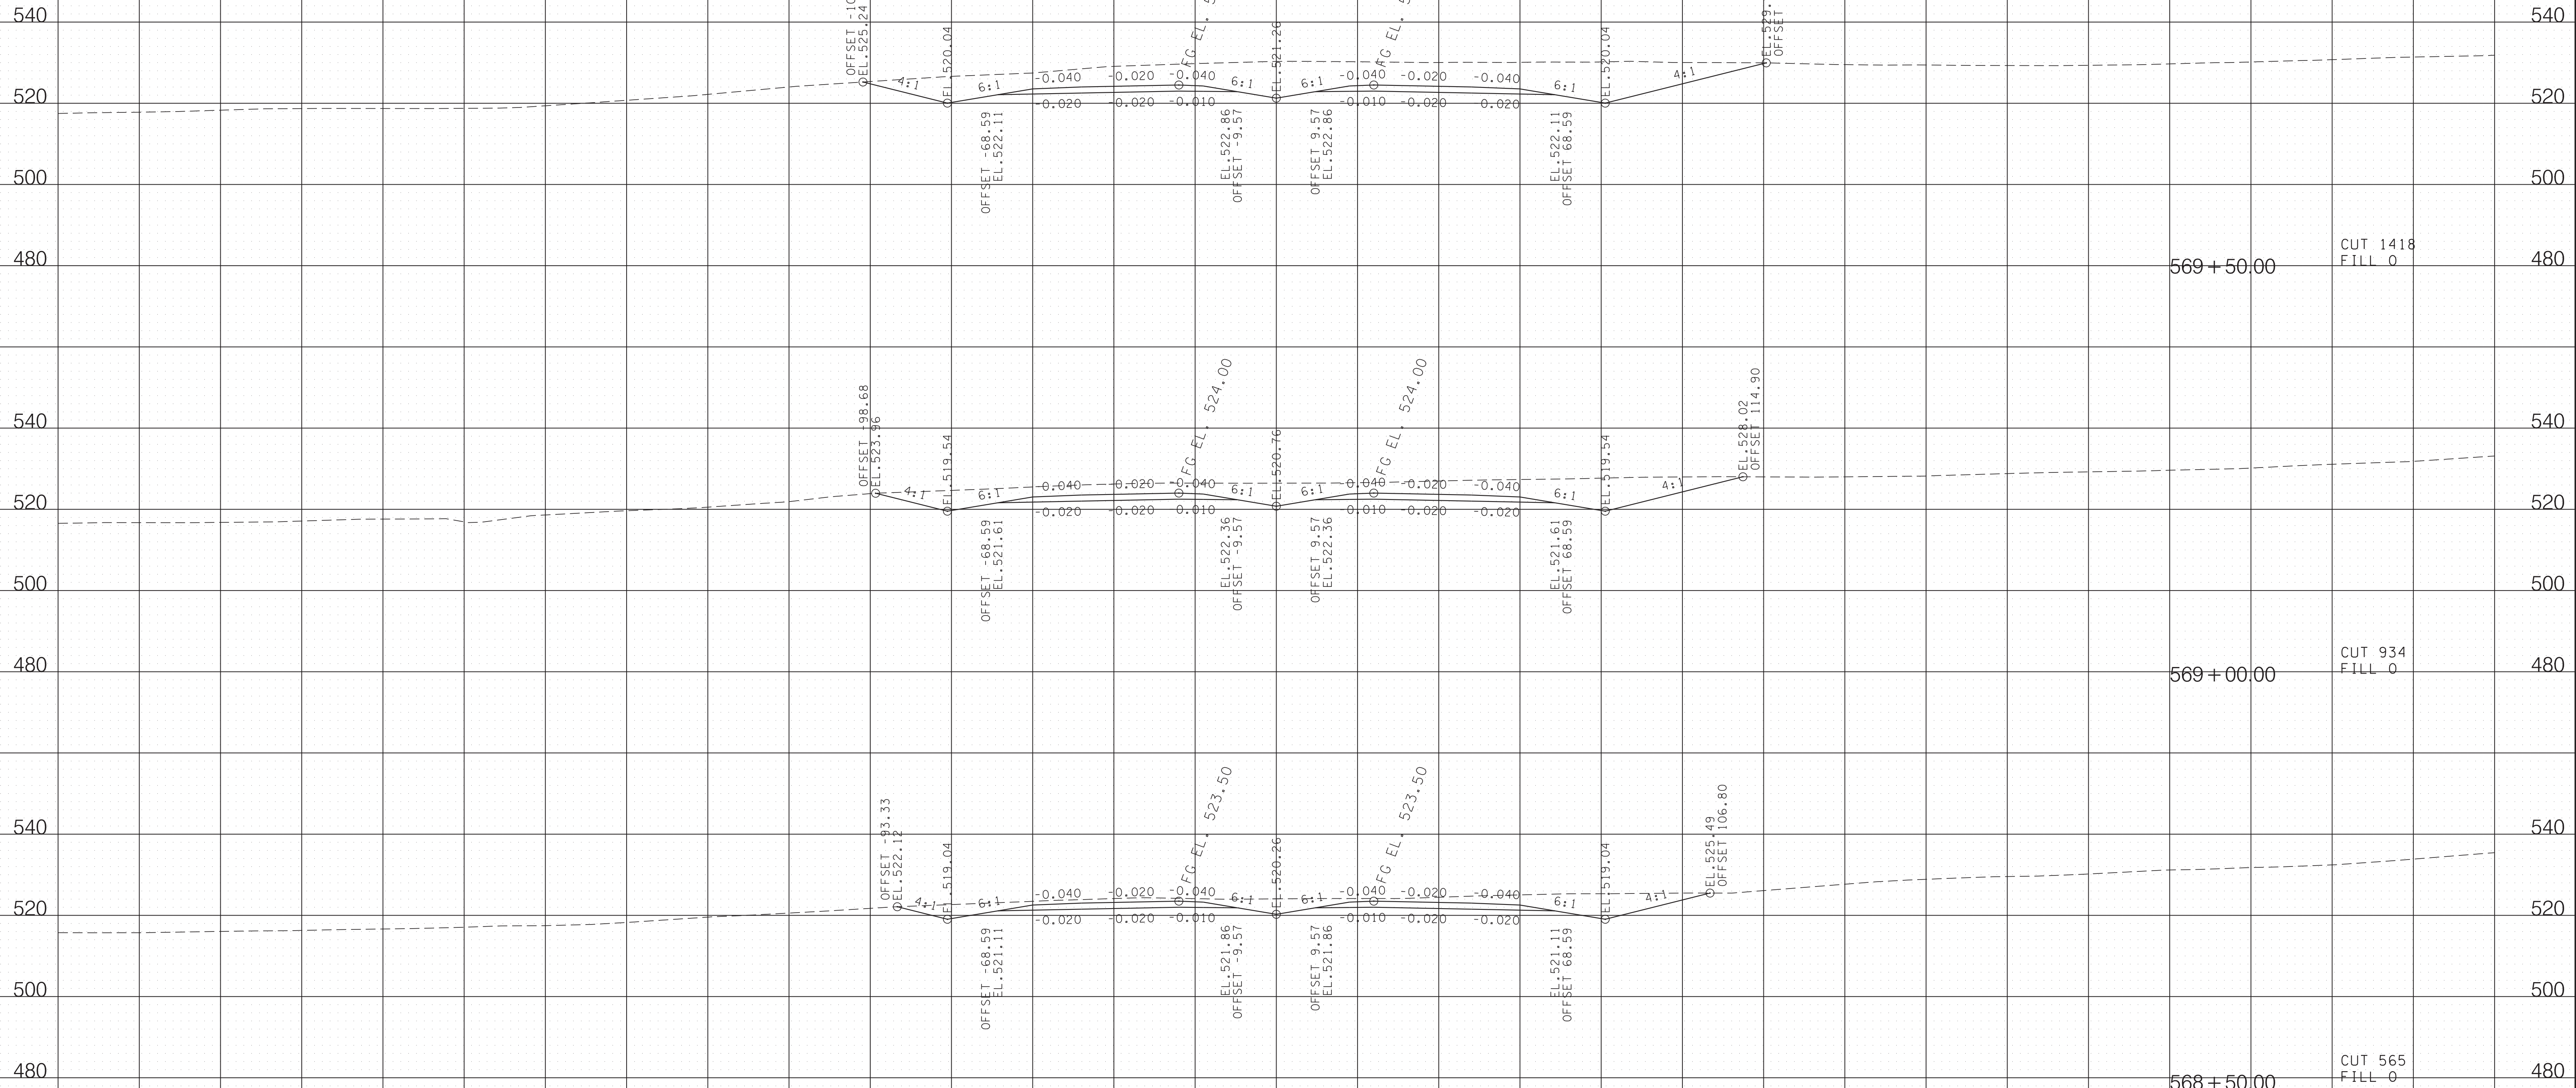 540
OFFSET -10
EL.525.24
EL.520.04
FG EL. 5
EL.521.26
FG EL. 5
EL.520.04
EL.529.
OFFSET
540
4:1
6:1
-0.040
-0.020
-0.040
6:1
6:1
-0.040
-0.020
-0.040
6:1
4:1
520
-0.020
-0.020
-0.010
-0.010
-0.020
-0.020
520
OFFSET -68.59
EL.522.11
EL.522.86
OFFSET -9.57
OFFSET 9.57
EL.522.86
EL.522.11
OFFSET 68.59
500
500
480
569+50.00
CUT 1418
FILL 0
480
540
OFFSET -98.68
EL.523.96
EL.519.54
FG EL. 524.00
EL.520.76
FG EL. 524.00
EL.519.54
EL.528.02
OFFSET 114.90
540
4:1
6:1
-0.040
-0.020
-0.040
6:1
6:1
-0.040
-0.020
-0.040
6:1
4:1
520
-0.020
-0.020
-0.010
-0.010
-0.020
-0.020
520
OFFSET -68.59
EL.521.61
EL.522.36
OFFSET -9.57
OFFSET 9.57
EL.522.36
EL.521.61
OFFSET 68.59
500
500
480
569+00.00
CUT 934
FILL 0
480
540
OFFSET -93.33
EL.522.12
EL.519.04
FG EL. 523.50
EL.520.26
FG EL. 523.50
EL.519.04
EL.525.49
OFFSET 106.80
540
4:1
6:1
-0.040
-0.020
-0.040
6:1
6:1
-0.040
-0.020
-0.040
6:1
4:1
520
-0.020
-0.020
-0.010
-0.010
-0.020
-0.020
520
OFFSET -68.59
EL.521.11
EL.521.86
OFFSET -9.57
OFFSET 9.57
EL.521.86
EL.521.11
OFFSET 68.59
500
500
480
568+50.00
CUT 565
FILL 0
480